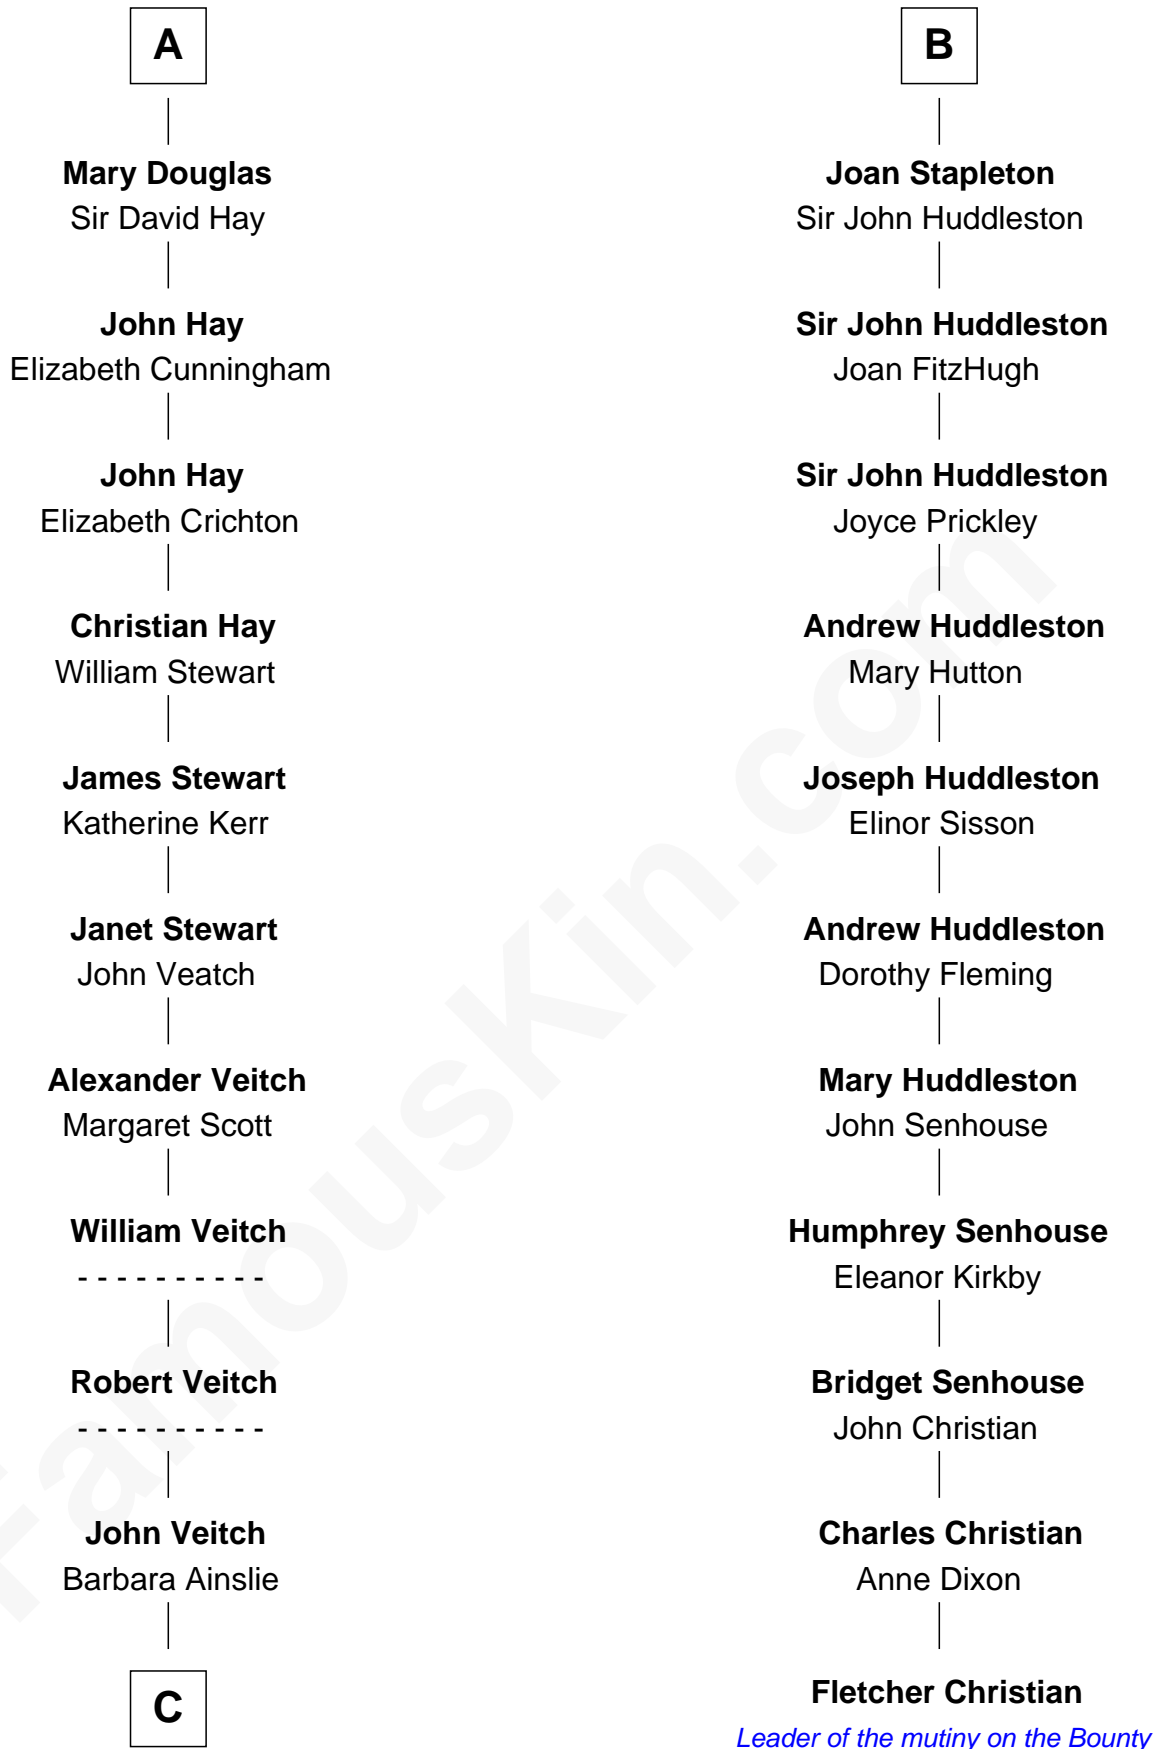 A
Mary Douglas
Sir David Hay
John Hay
Elizabeth Cunningham
John Hay
Elizabeth Crichton
Christian Hay
William Stewart
James Stewart
Katherine Kerr
Janet Stewart
John Veatch
Alexander Veitch
Margaret Scott
William Veitch
- - - - - - - - - -
Robert Veitch
- - - - - - - - - -
John Veitch
Barbara Ainslie
C
B
Joan Stapleton
Sir John Huddleston
Sir John Huddleston
Joan FitzHugh
Sir John Huddleston
Joyce Prickley
Andrew Huddleston
Mary Hutton
Joseph Huddleston
Elinor Sisson
Andrew Huddleston
Dorothy Fleming
Mary Huddleston
John Senhouse
Humphrey Senhouse
Eleanor Kirkby
Bridget Senhouse
John Christian
Charles Christian
Anne Dixon
Fletcher Christian
Leader of the mutiny on the Bounty
FamousKin.com